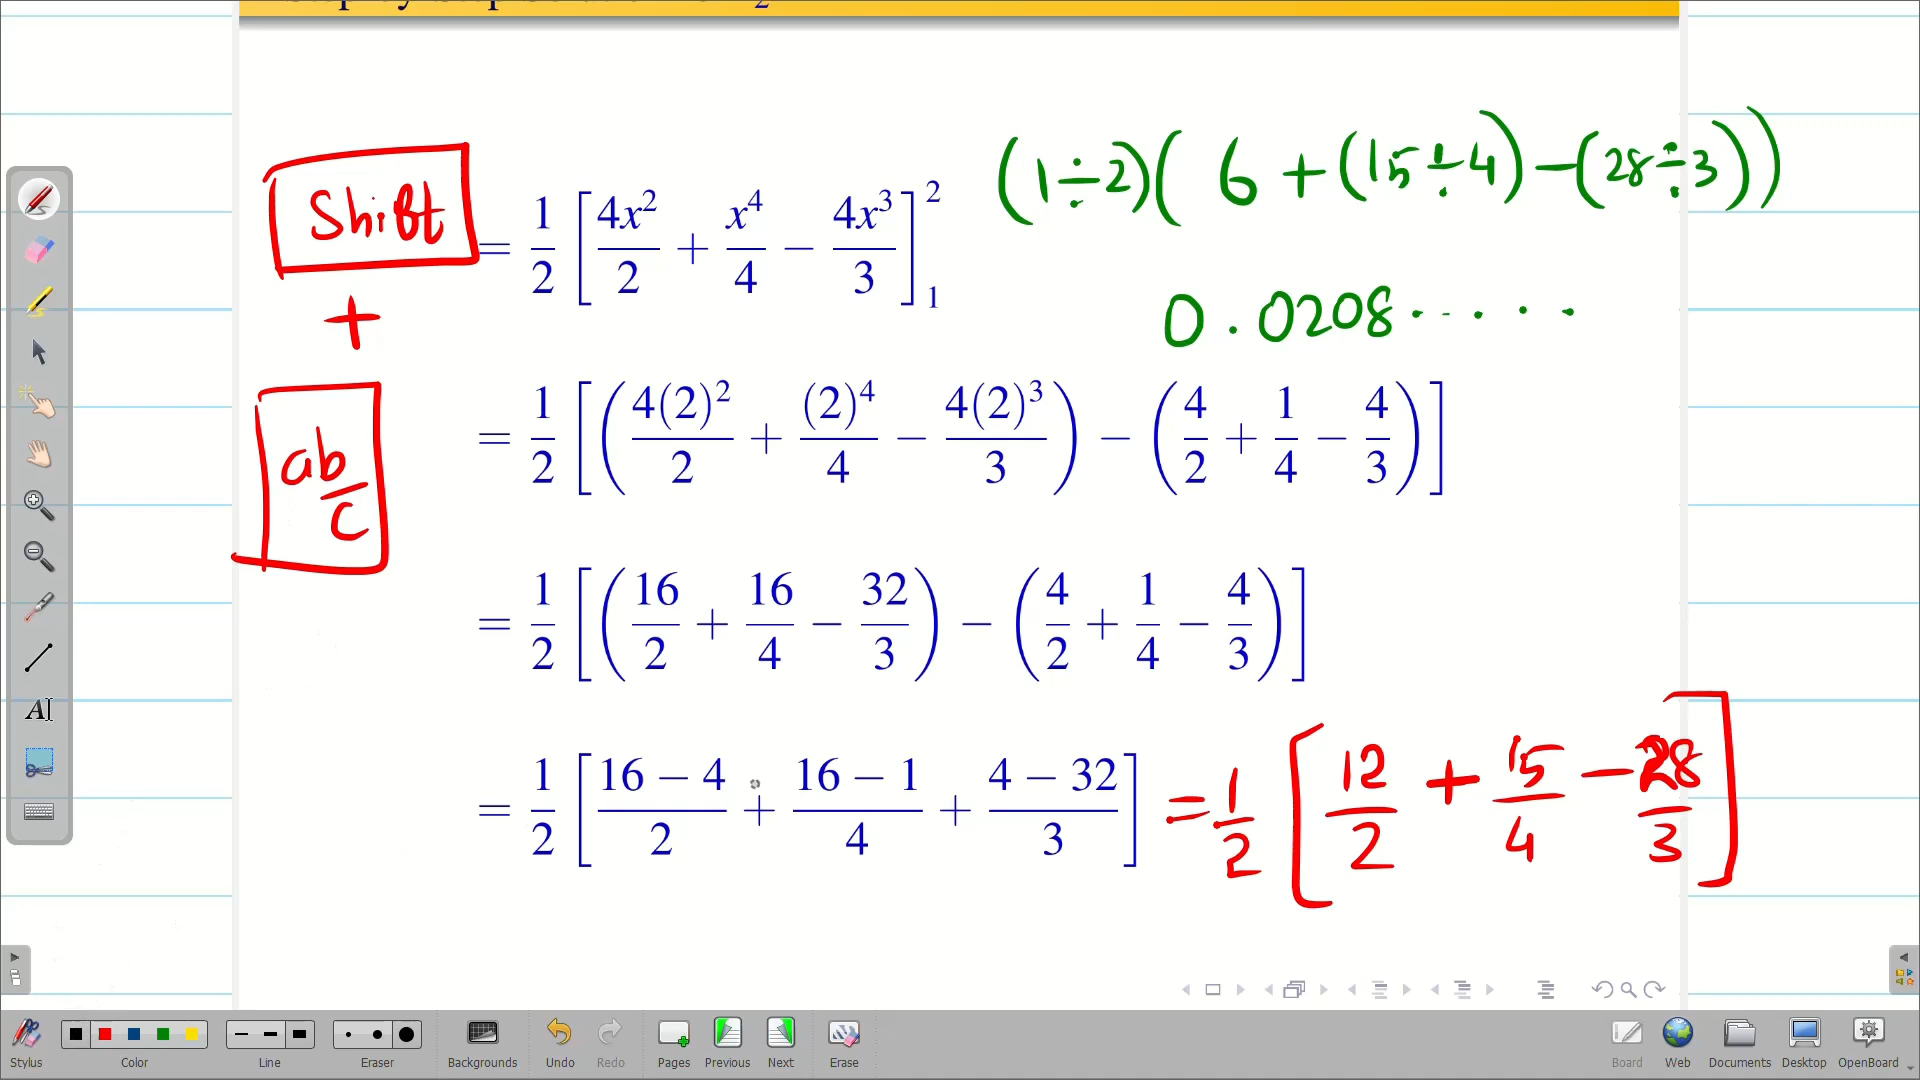 Shift
+
ab/c
(1÷2)(6+(15÷4)-(28÷3))
0.0208.....
= 1/2 [4x²/2 + x⁴/4 − 4x³/3]₁²
= 1/2 [(4(2)²/2 + (2)⁴/4 − 4(2)³/3) − (4/2 + 1/4 − 4/3)]
= 1/2 [(16/2 + 16/4 − 32/3) − (4/2 + 1/4 − 4/3)]
= 1/2 [(16 − 4)/2 + (16 − 1)/4 + (4 − 32)/3] = 1/2 [12/2 + 15/4 − 28/3]
A
Stylus Color Line Eraser Backgrounds Undo Redo Pages Previous Next Erase Board Web Documents Desktop OpenBoard